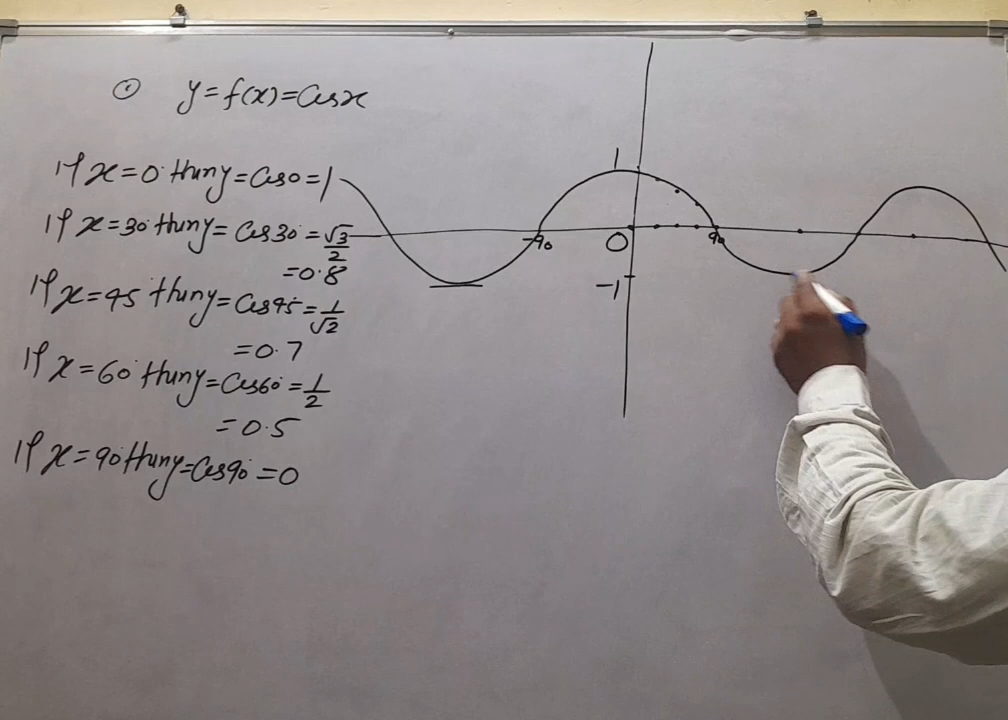 ① y=f(x)=Cosx
If x=0° then y=Cos0=1
If x=30° then y=Cos30°=√3/2
=0.8
If x=45° then y=Cos45°=1/√2
=0.7
If x=60° then y=Cos60°=1/2
=0.5
If x=90° then y=Cos90°=0
1
-90
0
90
-1